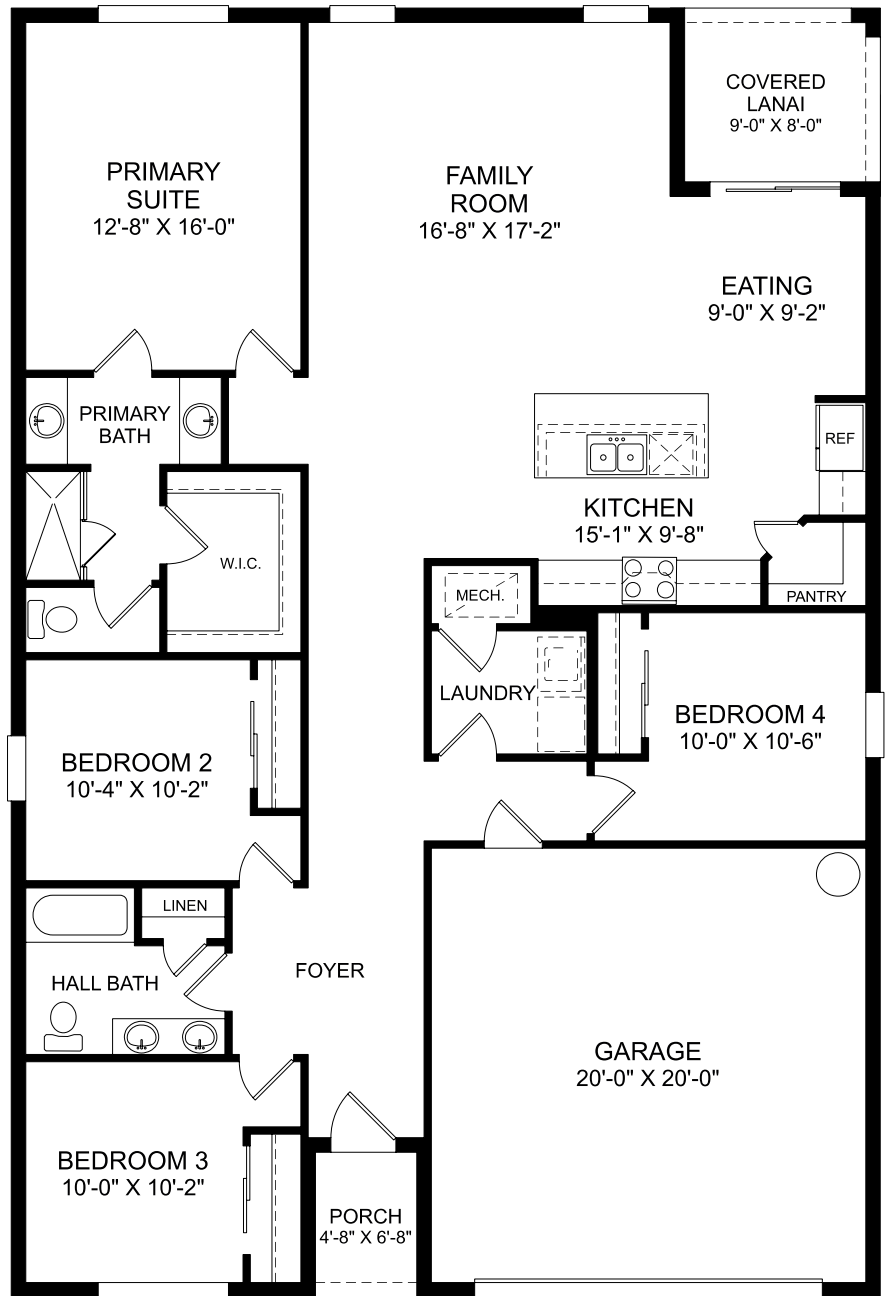 COVERED
LANAI
9'-0" X 8'-0"
PRIMARY
SUITE
12'-8" X 16'-0"
FAMILY
ROOM
16'-8" X 17'-2"
EATING
9'-0" X 9'-2"
PRIMARY
BATH
REF
KITCHEN
15'-1" X 9'-8"
W.I.C.
MECH.
PANTRY
LAUNDRY
BEDROOM 4
10'-0" X 10'-6"
BEDROOM 2
10'-4" X 10'-2"
LINEN
HALL BATH
FOYER
GARAGE
20'-0" X 20'-0"
BEDROOM 3
10'-0" X 10'-2"
PORCH
4'-8" X 6'-8"